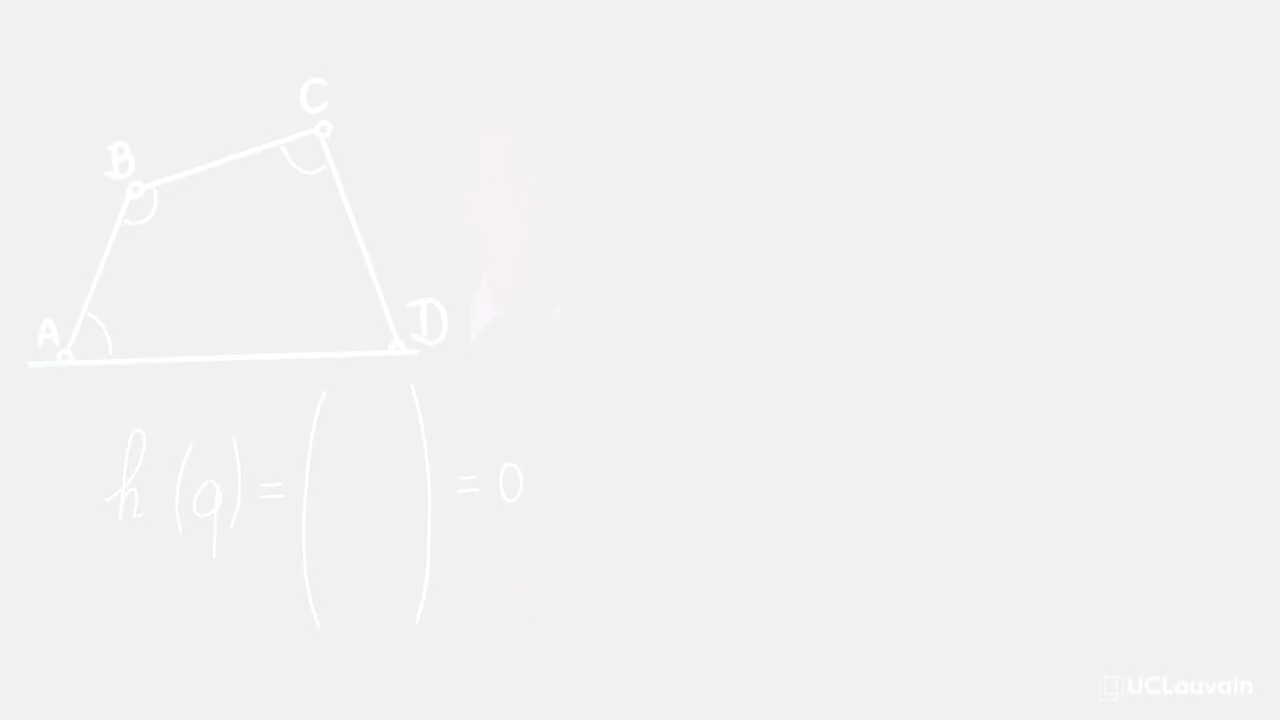 C
B
A
D
h(q) = ( ) = 0
UCLouvain